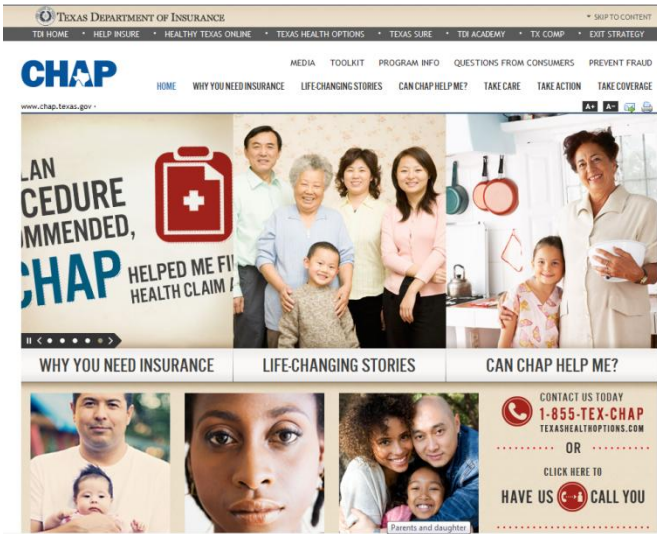 TEXAS DEPARTMENT OF INSURANCE
SKIP TO CONTENT
TDI HOME • HELP INSURE • HEALTHY TEXAS ONLINE • TEXAS HEALTH OPTIONS • TEXAS SURE • TDI ACADEMY • TX COMP • EXIT STRATEGY
CHAP
MEDIA TOOLKIT PROGRAM INFO QUESTIONS FROM CONSUMERS PREVENT FRAUD
HOME WHY YOU NEED INSURANCE LIFE-CHANGING STORIES CAN CHAP HELP ME? TAKE CARE TAKE ACTION TAKE COVERAGE
www.chap.texas.gov -
A+ A-
LAN
CEDURE
OMMENDED,
CHAP
HELPED ME FI
HEALTH CLAIM A
WHY YOU NEED INSURANCE
LIFE-CHANGING STORIES
CAN CHAP HELP ME?
CONTACT US TODAY
1-855-TEX-CHAP
TEXASHEALTHOPTIONS.COM
OR
CLICK HERE TO
HAVE US CALL YOU
Parents and daughter